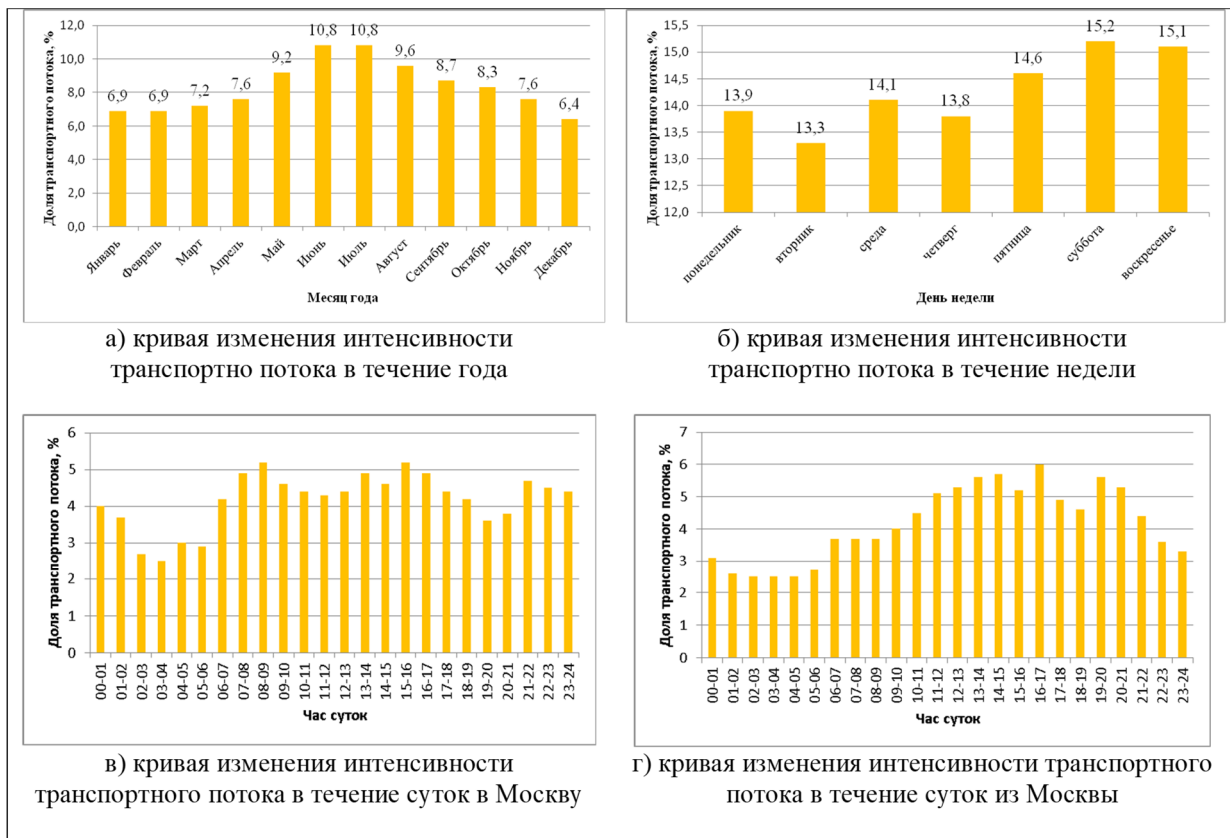 Доля транспортного потока, %
12,0
10,0
8,0
6,0
4,0
2,0
0,0
6,9
6,9
7,2
7,6
9,2
10,8
10,8
9,6
8,7
8,3
7,6
6,4
Январь
Февраль
Март
Апрель
Май
Июнь
Июль
Август
Сентябрь
Октябрь
Ноябрь
Декабрь
Месяц года
а) кривая изменения интенсивности
транспортно потока в течение года
Доля транспортного потока, %
15,5
15,0
14,5
14,0
13,5
13,0
12,5
12,0
13,9
13,3
14,1
13,8
14,6
15,2
15,1
понедельник
вторник
среда
четверг
пятница
суббота
воскресенье
День недели
б) кривая изменения интенсивности
транспортно потока в течение недели
Доля транспортного потока, %
6
5
4
3
2
1
0
00-01
01-02
02-03
03-04
04-05
05-06
06-07
07-08
08-09
09-10
10-11
11-12
12-13
13-14
14-15
15-16
16-17
17-18
18-19
19-20
20-21
21-22
22-23
23-24
Час суток
в) кривая изменения интенсивности
транспортного потока в течение суток в Москву
Доля транспортного потока, %
7
6
5
4
3
2
1
0
00-01
01-02
02-03
03-04
04-05
05-06
06-07
07-08
08-09
09-10
10-11
11-12
12-13
13-14
14-15
15-16
16-17
17-18
18-19
19-20
20-21
21-22
22-23
23-24
Час суток
г) кривая изменения интенсивности транспортного
потока в течение суток из Москвы